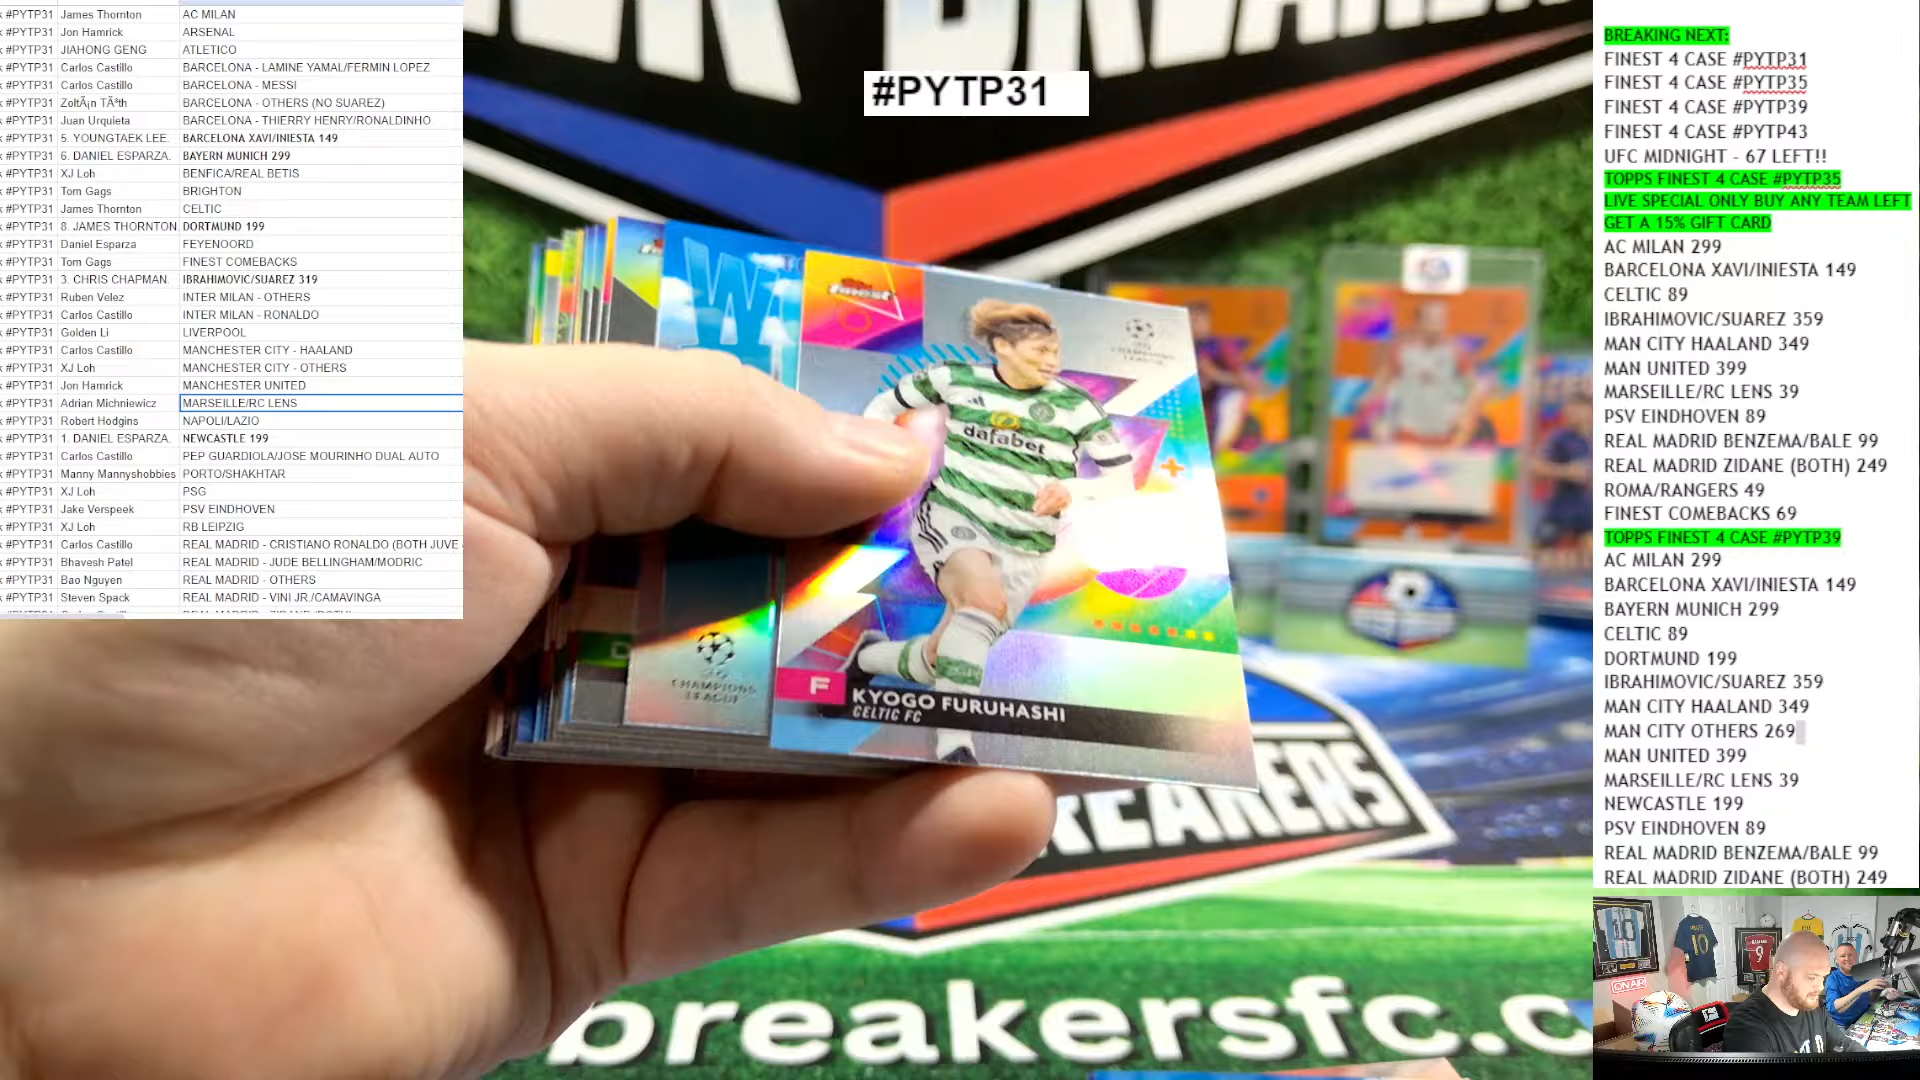 #PYTP31 James Thornton AC MILAN
#PYTP31 Jon Hamrick ARSENAL
#PYTP31 JIAHONG GENG ATLETICO
#PYTP31 Carlos Castillo BARCELONA - LAMINE YAMAL/FERMIN LOPEZ
#PYTP31 Carlos Castillo BARCELONA - MESSI
#PYTP31 ZoltÃ¡n TÃ³th BARCELONA - OTHERS (NO SUAREZ)
#PYTP31 Juan Urquieta BARCELONA - THIERRY HENRY/RONALDINHO
#PYTP31 5. YOUNGTAEK LEE. BARCELONA XAVI/INIESTA 149
#PYTP31 6. DANIEL ESPARZA. BAYERN MUNICH 299
#PYTP31 XJ Loh BENFICA/REAL BETIS
#PYTP31 Tom Gags BRIGHTON
#PYTP31 James Thornton CELTIC
#PYTP31 8. JAMES THORNTON. DORTMUND 199
#PYTP31 Daniel Esparza FEYENOORD
#PYTP31 Tom Gags FINEST COMEBACKS
#PYTP31 3. CHRIS CHAPMAN. IBRAHIMOVIC/SUAREZ 319
#PYTP31 Ruben Velez INTER MILAN - OTHERS
#PYTP31 Carlos Castillo INTER MILAN - RONALDO
#PYTP31 Golden Li LIVERPOOL
#PYTP31 Carlos Castillo MANCHESTER CITY - HAALAND
#PYTP31 XJ Loh MANCHESTER CITY - OTHERS
#PYTP31 Jon Hamrick MANCHESTER UNITED
#PYTP31 Adrian Michniewicz MARSEILLE/RC LENS
#PYTP31 Robert Hodgins NAPOLI/LAZIO
#PYTP31 1. DANIEL ESPARZA. NEWCASTLE 199
#PYTP31 Carlos Castillo PEP GUARDIOLA/JOSE MOURINHO DUAL AUTO
#PYTP31 Manny Mannyshobbies PORTO/SHAKHTAR
#PYTP31 XJ Loh PSG
#PYTP31 Jake Verspeek PSV EINDHOVEN
#PYTP31 XJ Loh RB LEIPZIG
#PYTP31 Carlos Castillo REAL MADRID - CRISTIANO RONALDO (BOTH JUVE
#PYTP31 Bhavesh Patel REAL MADRID - JUDE BELLINGHAM/MODRIC
#PYTP31 Bao Nguyen REAL MADRID - OTHERS
#PYTP31 Steven Spack REAL MADRID - VINI JR./CAMAVINGA
#PYTP31
finest
CHAMPIONS
LEAGUE
dafabet
F KYOGO FURUHASHI
CELTIC FC
CHAMPIONS
LEAGUE
BREAKERS
breakersfc.c
BREAKING NEXT:
FINEST 4 CASE #PYTP31
FINEST 4 CASE #PYTP35
FINEST 4 CASE #PYTP39
FINEST 4 CASE #PYTP43
UFC MIDNIGHT - 67 LEFT!!
TOPPS FINEST 4 CASE #PYTP35
LIVE SPECIAL ONLY BUY ANY TEAM LEFT
GET A 15% GIFT CARD
AC MILAN 299
BARCELONA XAVI/INIESTA 149
CELTIC 89
IBRAHIMOVIC/SUAREZ 359
MAN CITY HAALAND 349
MAN UNITED 399
MARSEILLE/RC LENS 39
PSV EINDHOVEN 89
REAL MADRID BENZEMA/BALE 99
REAL MADRID ZIDANE (BOTH) 249
ROMA/RANGERS 49
FINEST COMEBACKS 69
TOPPS FINEST 4 CASE #PYTP39
AC MILAN 299
BARCELONA XAVI/INIESTA 149
BAYERN MUNICH 299
CELTIC 89
DORTMUND 199
IBRAHIMOVIC/SUAREZ 359
MAN CITY HAALAND 349
MAN CITY OTHERS 269
MAN UNITED 399
MARSEILLE/RC LENS 39
NEWCASTLE 199
PSV EINDHOVEN 89
REAL MADRID BENZEMA/BALE 99
REAL MADRID ZIDANE (BOTH) 249
10
10
9
ON AIR